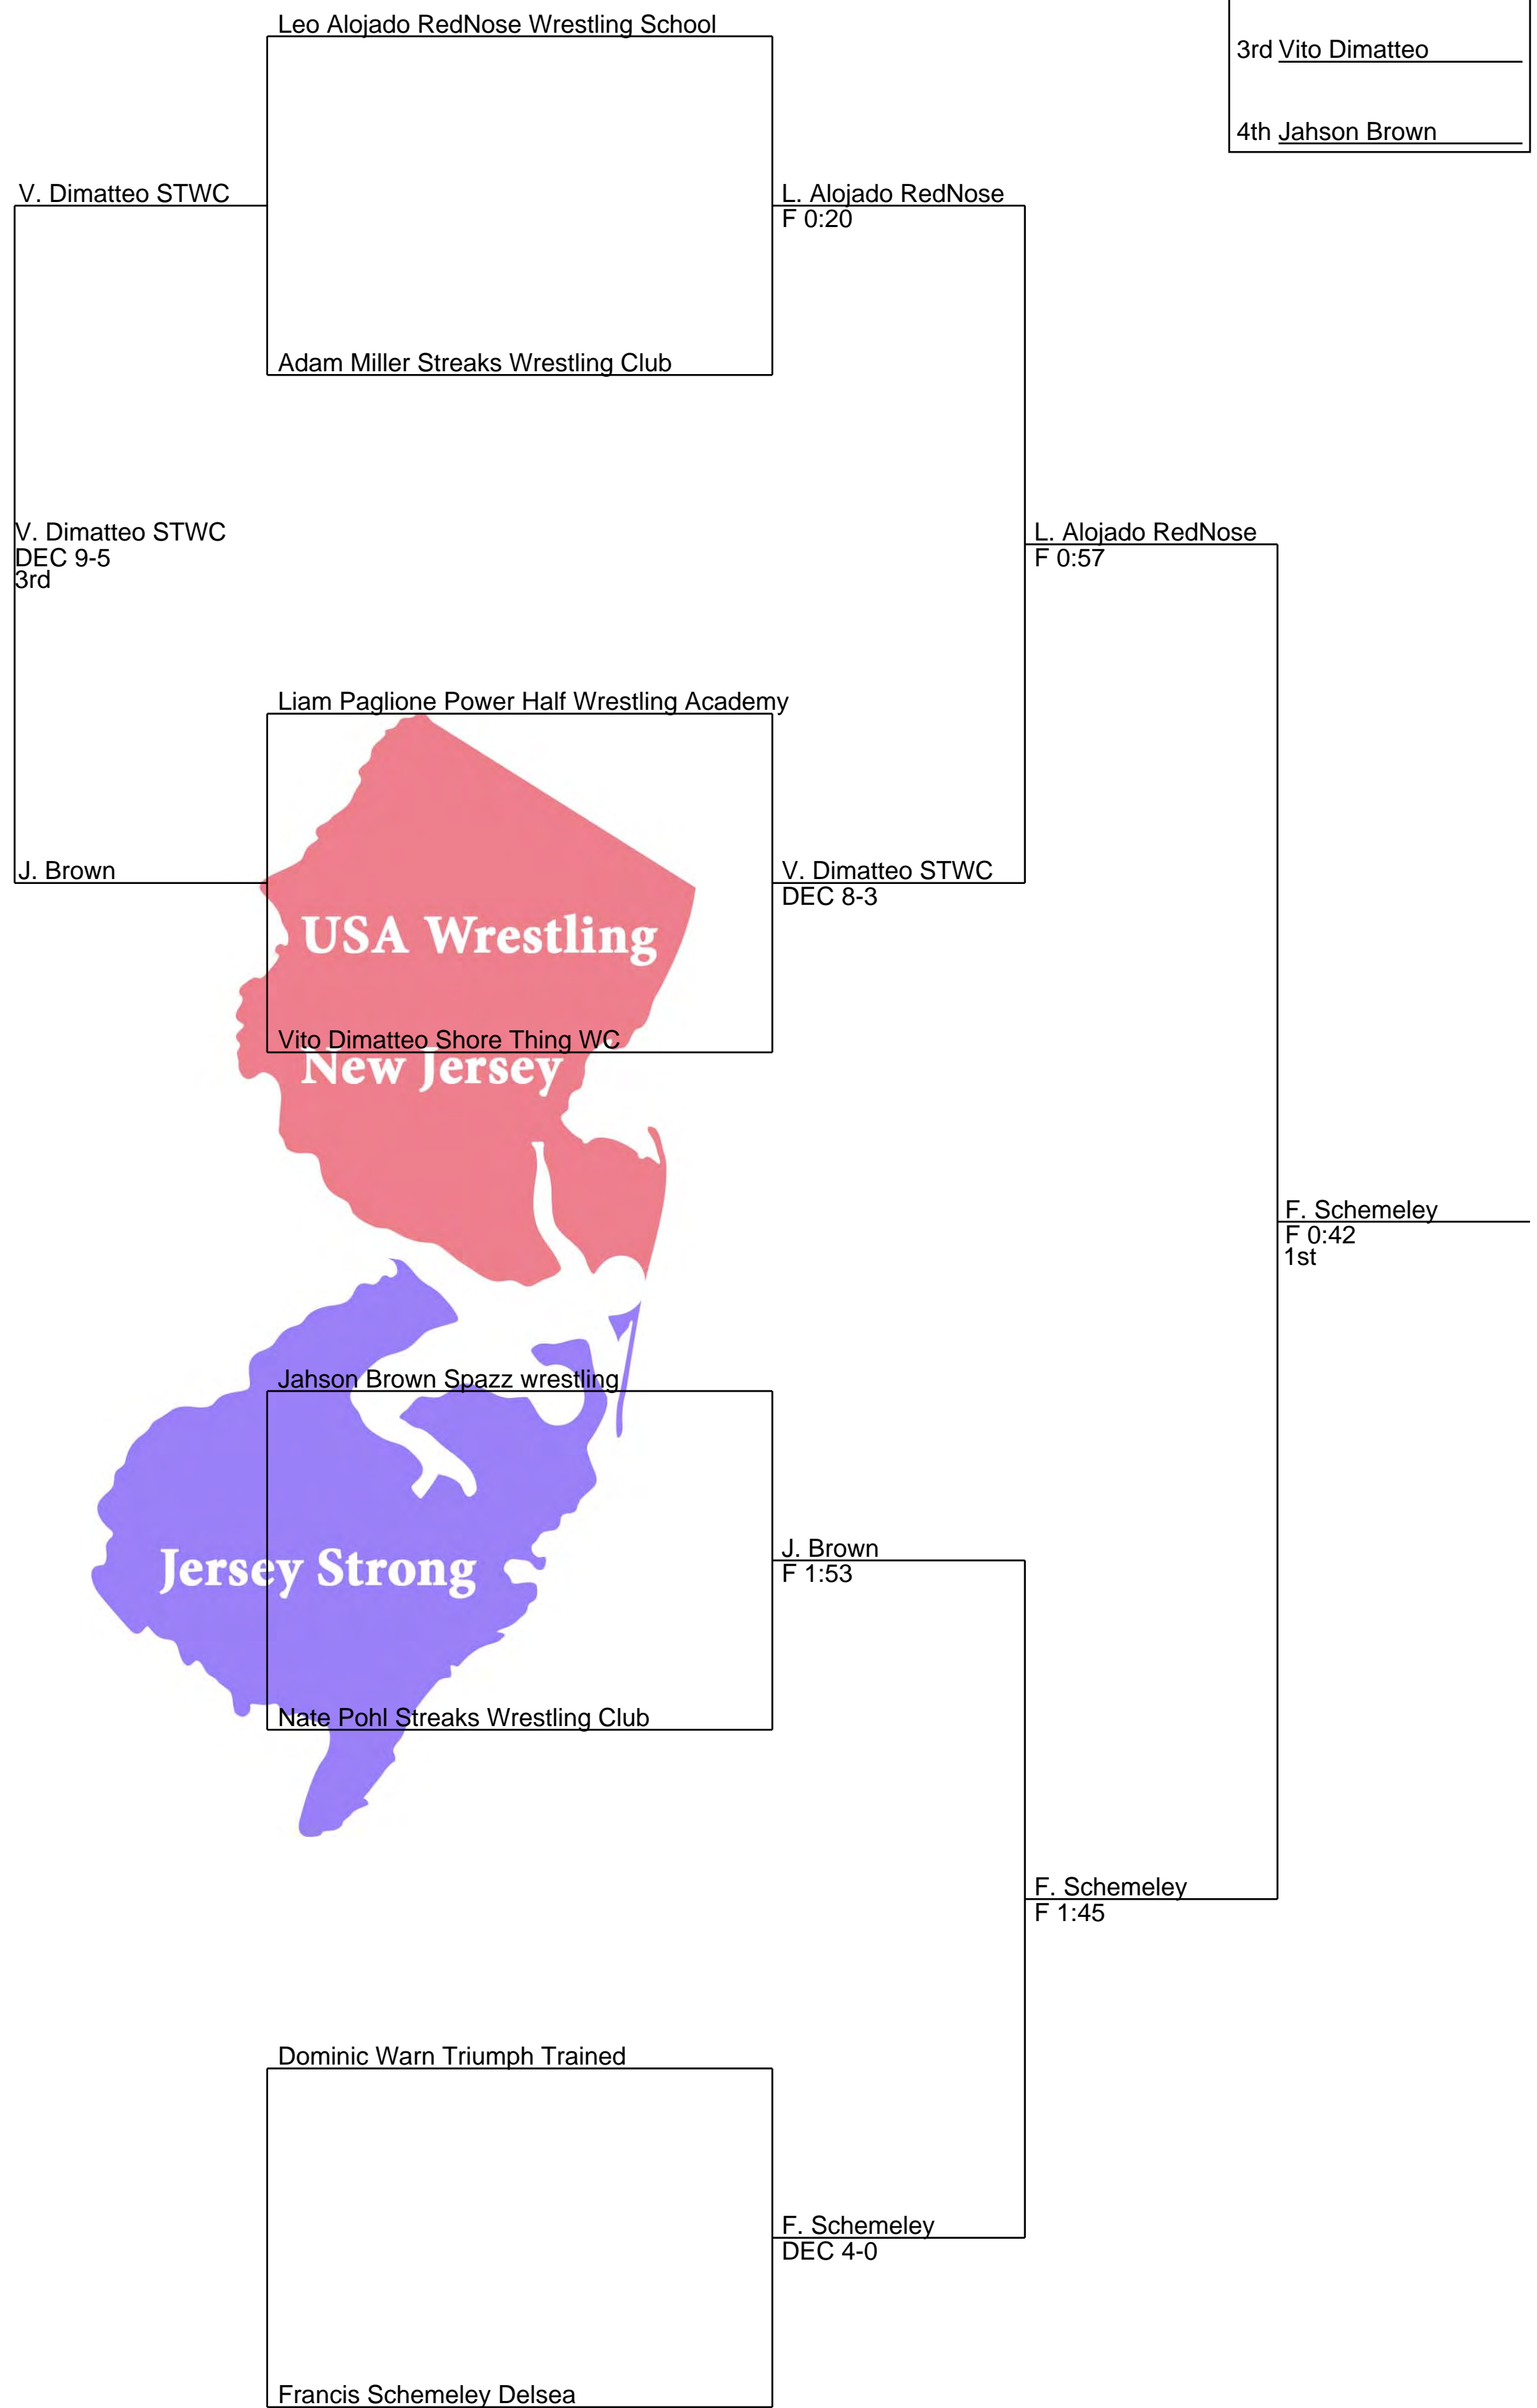 Leo Alojado RedNose Wrestling School
3rd Vito Dimatteo
4th Jahson Brown
V. Dimatteo STWC
L. Alojado RedNose
F 0:20
Adam Miller Streaks Wrestling Club
V. Dimatteo STWC
DEC 9-5
3rd
L. Alojado RedNose
F 0:57
Liam Paglione Power Half Wrestling Academy
J. Brown
V. Dimatteo STWC
DEC 8-3
USA Wrestling
Vito Dimatteo Shore Thing WC
New Jersey
F. Schemeley
F 0:42
1st
Jahson Brown Spazz wrestling
J. Brown
F 1:53
Jersey Strong
Nate Pohl Streaks Wrestling Club
F. Schemeley
F 1:45
Dominic Warn Triumph Trained
F. Schemeley
DEC 4-0
Francis Schemeley Delsea